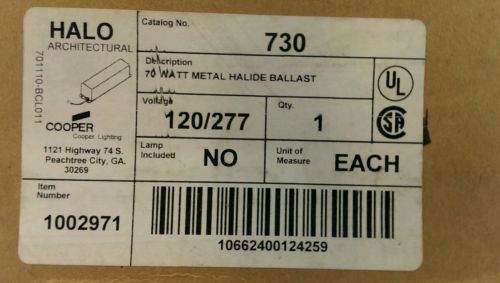 HALO
ARCHITECTURAL
701110-BCL011
COOPER
Cooper Lighting
1121 Highway 74 S.
Peachtree City, GA.
30269
Item
Number
1002971
Catalog No.
730
Description
70 WATT METAL HALIDE BALLAST
Voltage
120/277
Qty.
1
Lamp
Included
NO
Unit of
Measure
EACH
UL
SA
10662400124259